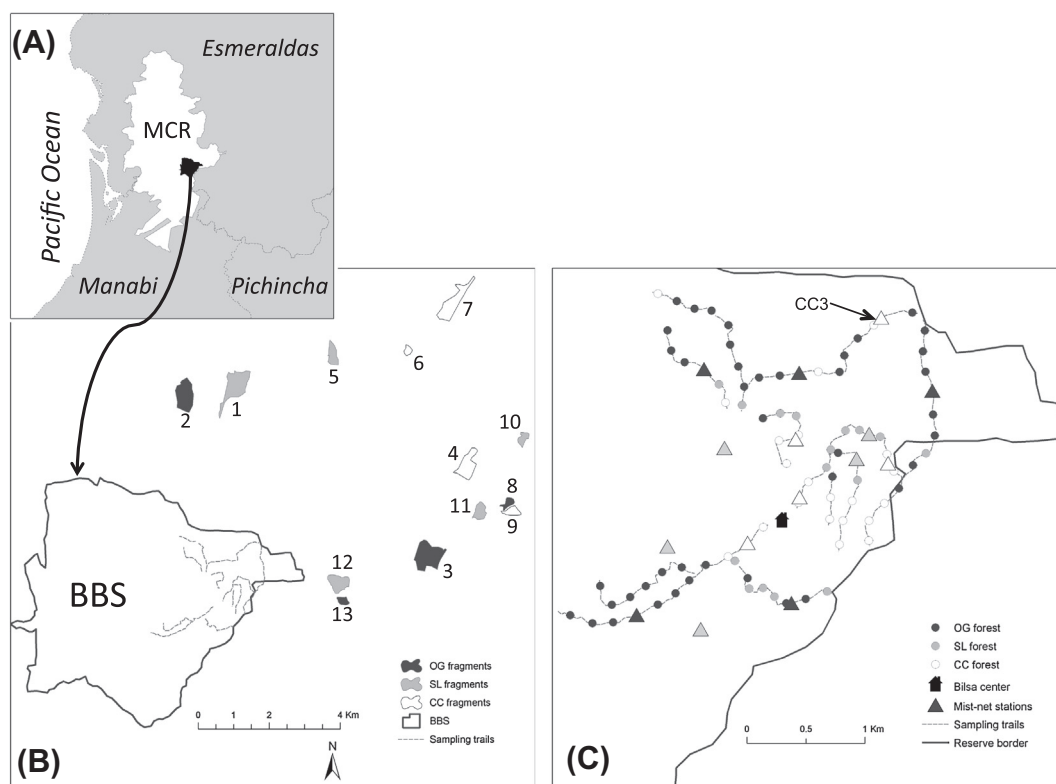 (A)
Esmeraldas
Pacific Ocean
MCR
Manabi
Pichincha
7
6
5
1
2
10
4
8
11
9
3
12
13
BBS
OG fragments
SL fragments
CC fragments
BBS
Sampling trails
0 1 2 4 Km
N
(B)
CC3
OG forest
SL forest
CC forest
Bilsa center
Mist-net stations
Sampling trails
Reserve border
0 0.5 1 Km
(C)